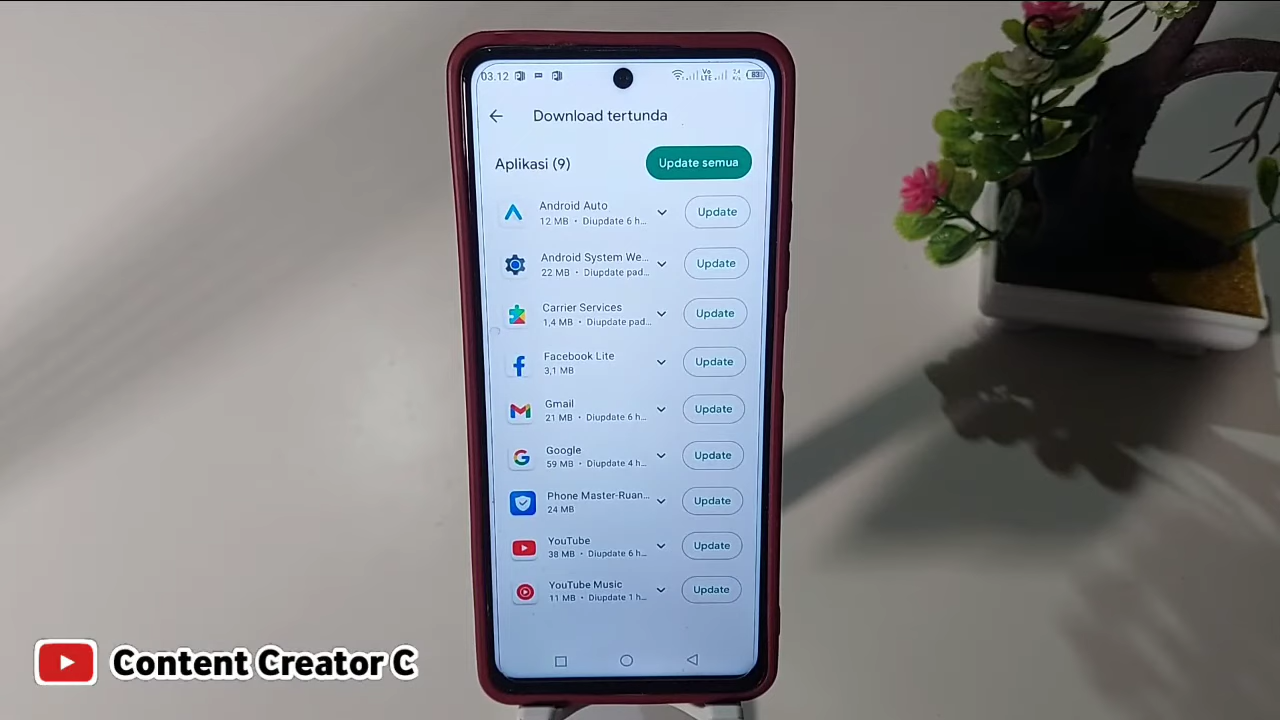 03.12
Vo
LTE
83
Download tertunda
Aplikasi (9)
Update semua
Android Auto
12 MB • Diupdate 6 h...
Update
Android System We...
22 MB • Diupdate pad...
Update
Carrier Services
1,4 MB • Diupdate pad...
Update
Facebook Lite
3,1 MB
Update
Gmail
21 MB • Diupdate 6 h...
Update
Google
59 MB • Diupdate 4 h...
Update
Phone Master-Ruan...
24 MB
Update
YouTube
38 MB • Diupdate 6 h...
Update
YouTube Music
11 MB • Diupdate 1 h...
Update
Content Creator C